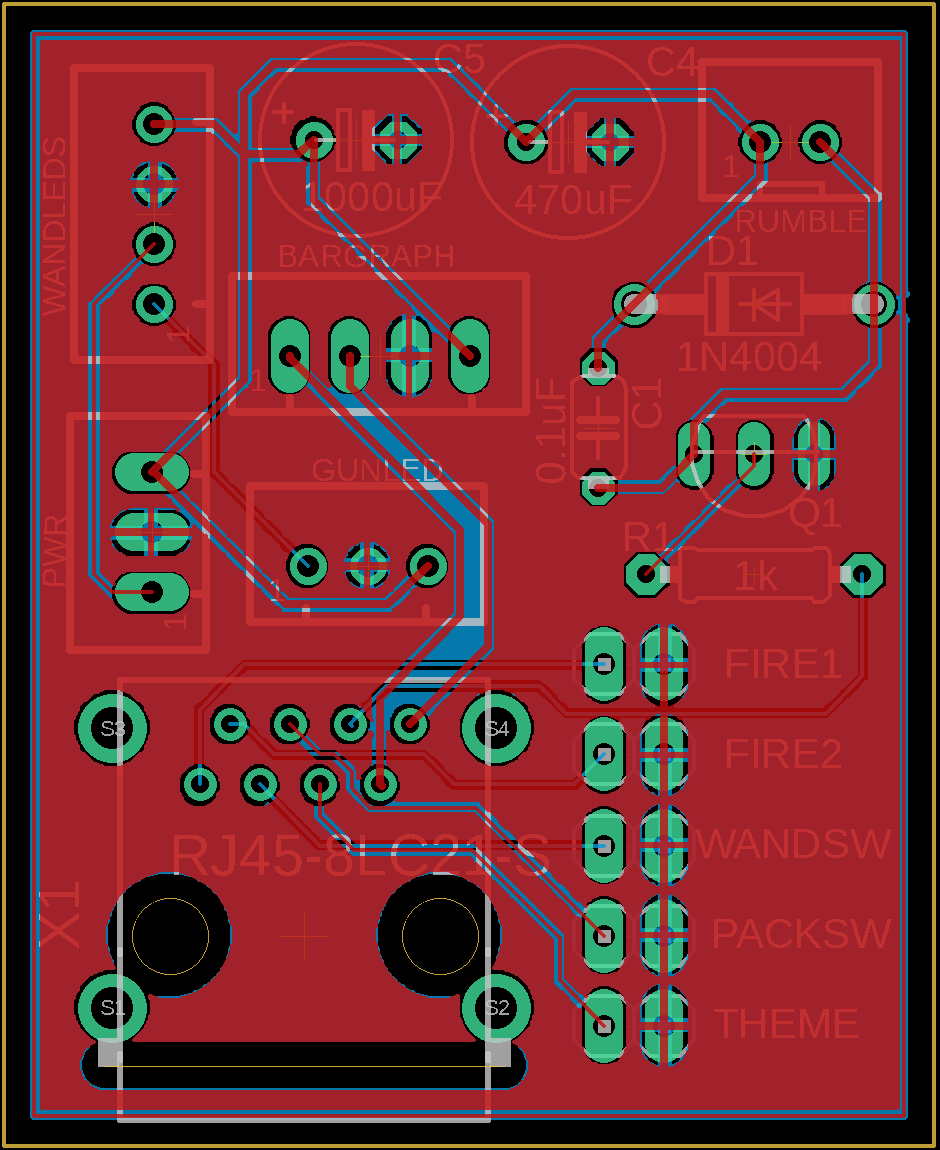 C5
C4
+
1000uF
470uF
1
RUMBLE
WANDLEDS
1
BARGRAPH
1
D1
1N4004
0.1uF
C1
GUNLED
1
PWR
1
Q1
R1
1k
FIRE1
S3
S4
FIRE2
RJ45-8LC21-S
WANDSW
X1
PACKSW
S1
S2
THEME